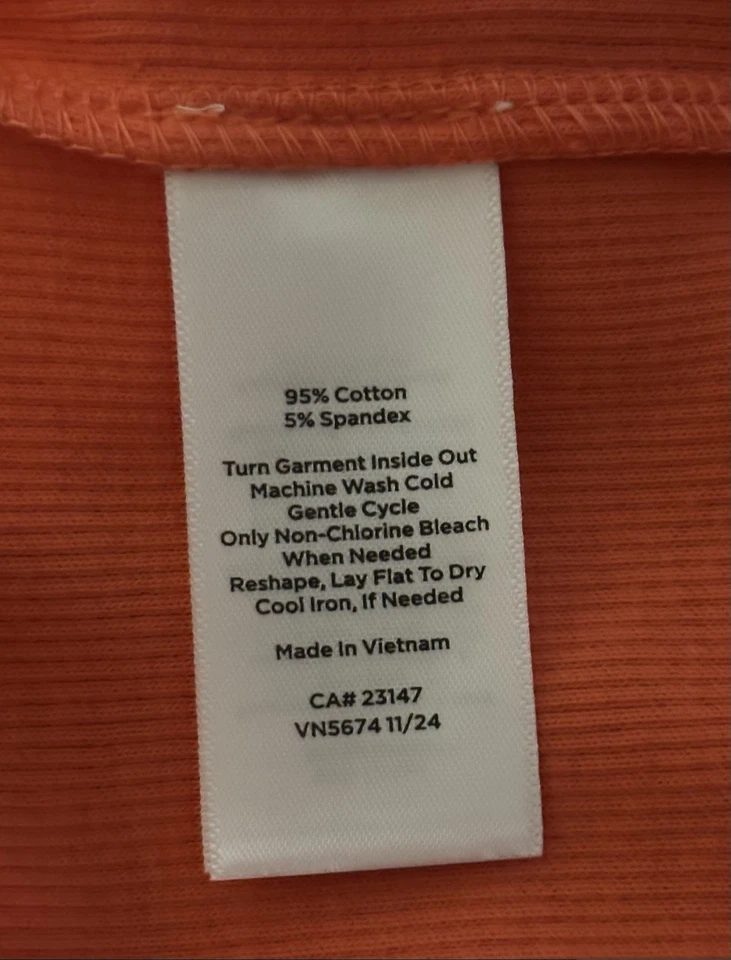 95% Cotton
5% Spandex
Turn Garment Inside Out
Machine Wash Cold
Gentle Cycle
Only Non-Chlorine Bleach
When Needed
Reshape, Lay Flat To Dry
Cool Iron, If Needed
Made In Vietnam
CA# 23147
VN5674 11/24